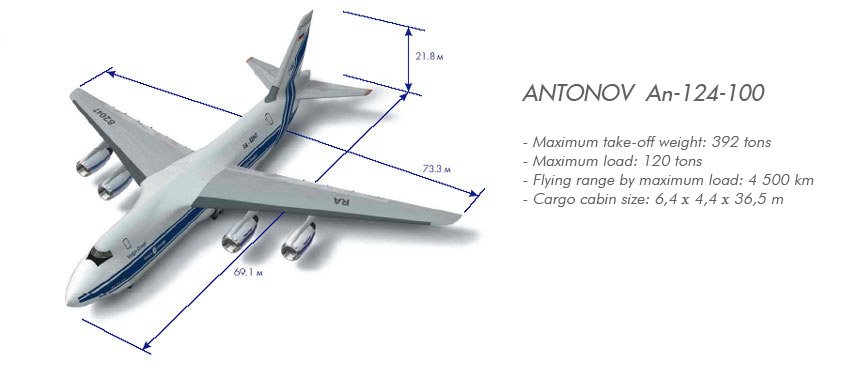 21.8 м
ANTONOV An-124-100
82047
- Maximum take-off weight: 392 tons
- Maximum load: 120 tons
- Flying range by maximum load: 4 500 km
- Cargo cabin size: 6,4 x 4,4 x 36,5 m
73.3 м
RA
69.1 м